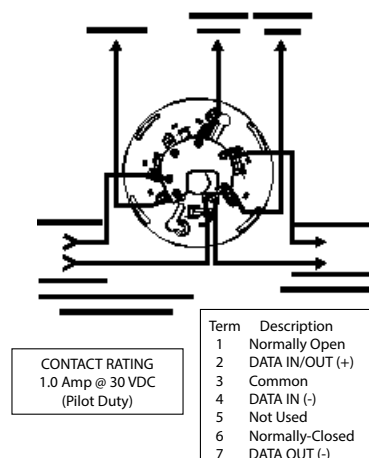 CONTACT RATING
1.0 Amp @ 30 VDC
(Pilot Duty)
Term Description
1 Normally Open
2 DATA IN/OUT (+)
3 Common
4 DATA IN (-)
5 Not Used
6 Normally-Closed
7 DATA OUT (-)